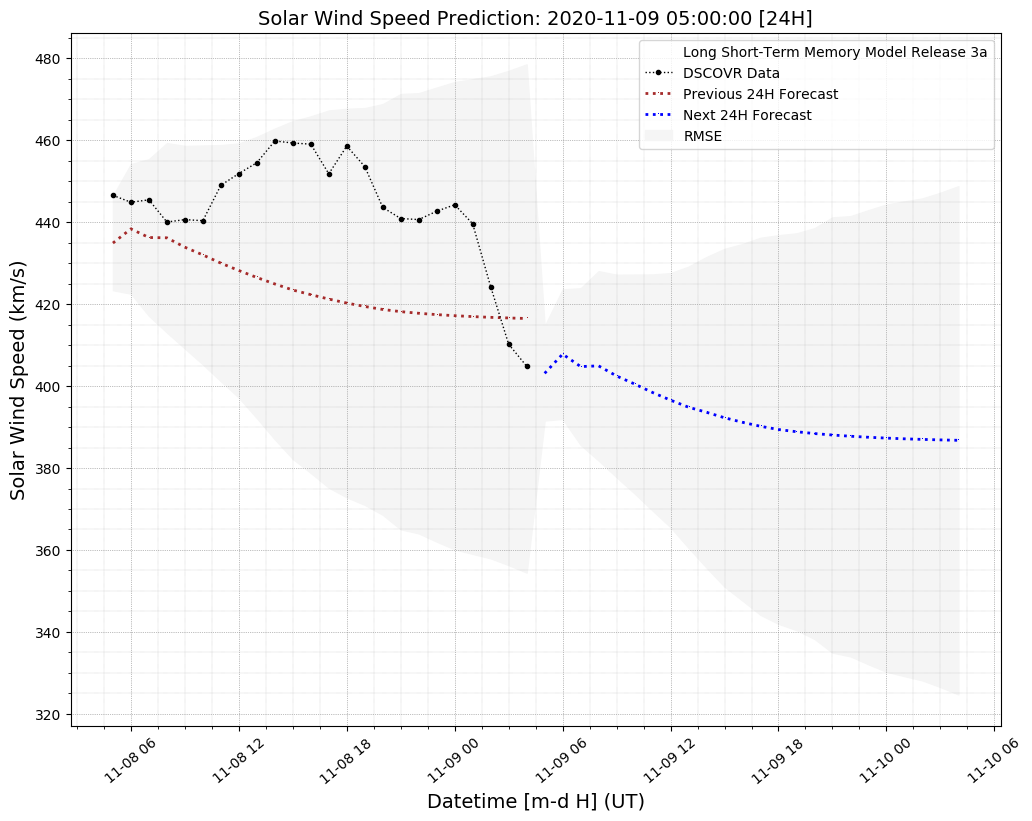 Solar Wind Speed Prediction: 2020-11-09 05:00:00 [24H]
Long Short-Term Memory Model Release 3a
DSCOVR Data
Previous 24H Forecast
Next 24H Forecast
RMSE
Solar Wind Speed (km/s)
480
460
440
420
400
380
360
340
320
11-08 06
11-08 12
11-08 18
11-09 00
11-09 06
11-09 12
11-09 18
11-10 00
11-10 06
Datetime [m-d H] (UT)